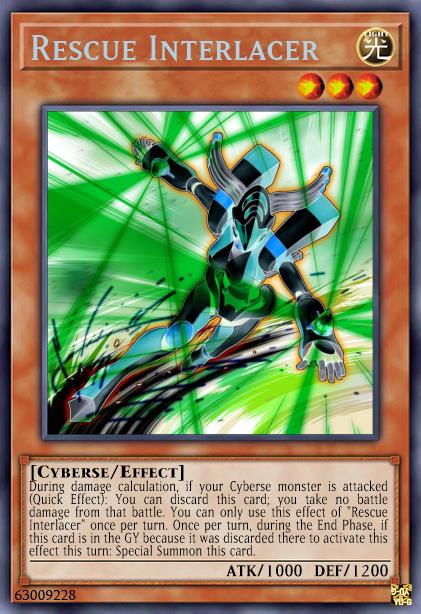 RESCUE INTERLACER
LIGHT
光
[CYBERSE/EFFECT]
During damage calculation, if your Cyberse monster is attacked
(Quick Effect): You can discard this card; you take no battle
damage from that battle. You can only use this effect of "Rescue
Interlacer" once per turn. Once per turn, during the End Phase, if
this card is in the GY because it was discarded there to activate this
effect this turn: Special Summon this card.
ATK/1000 DEF/1200
63009228